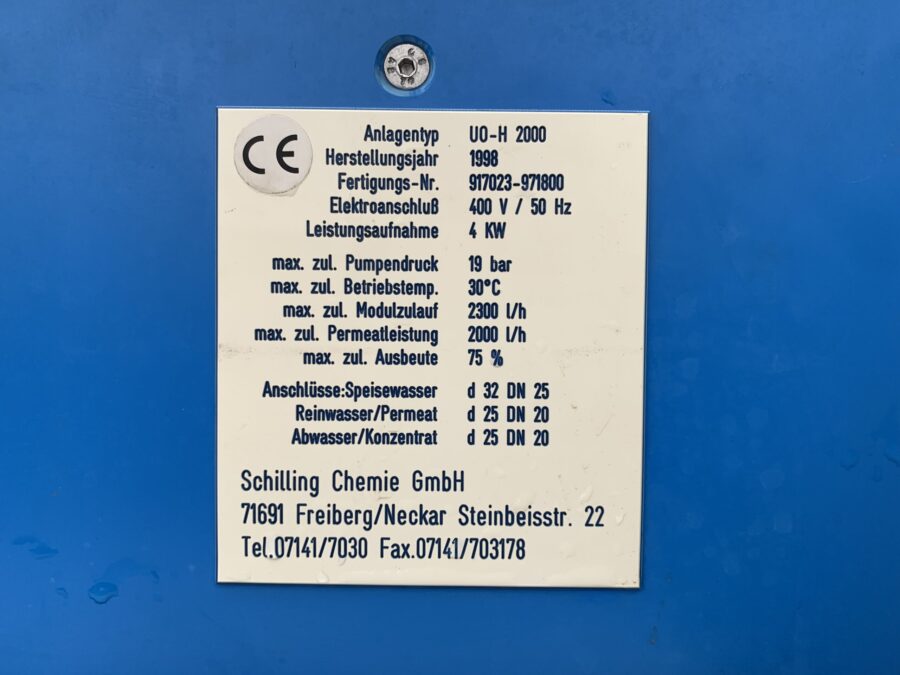 CE
Anlagentyp UO-H 2000
Herstellungsjahr 1998
Fertigungs-Nr. 917023-971800
Elektroanschluß 400 V / 50 Hz
Leistungsaufnahme 4 KW
max. zul. Pumpendruck 19 bar
max. zul. Betriebstemp. 30°C
max. zul. Modulzulauf 2300 l/h
max. zul. Permeatleistung 2000 l/h
max. zul. Ausbeute 75 %
Anschlüsse:Speisewasser d 32 DN 25
Reinwasser/Permeat d 25 DN 20
Abwasser/Konzentrat d 25 DN 20
Schilling Chemie GmbH
71691 Freiberg/Neckar Steinbeisstr. 22
Tel.07141/7030 Fax.07141/703178